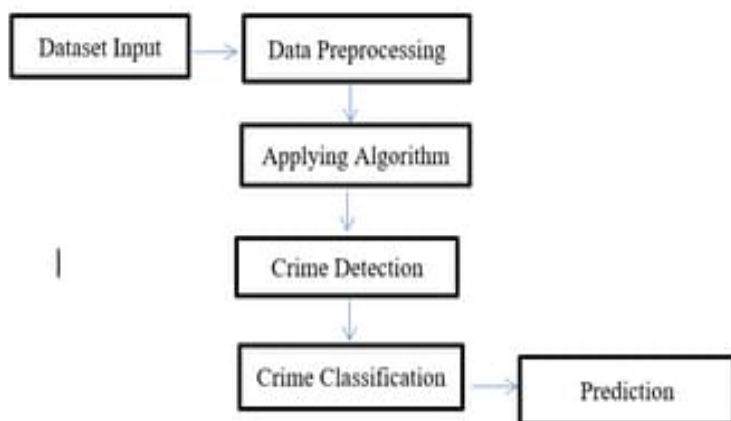 Dataset Input
Data Preprocessing
Applying Algorithm
Crime Detection
Crime Classification
Prediction